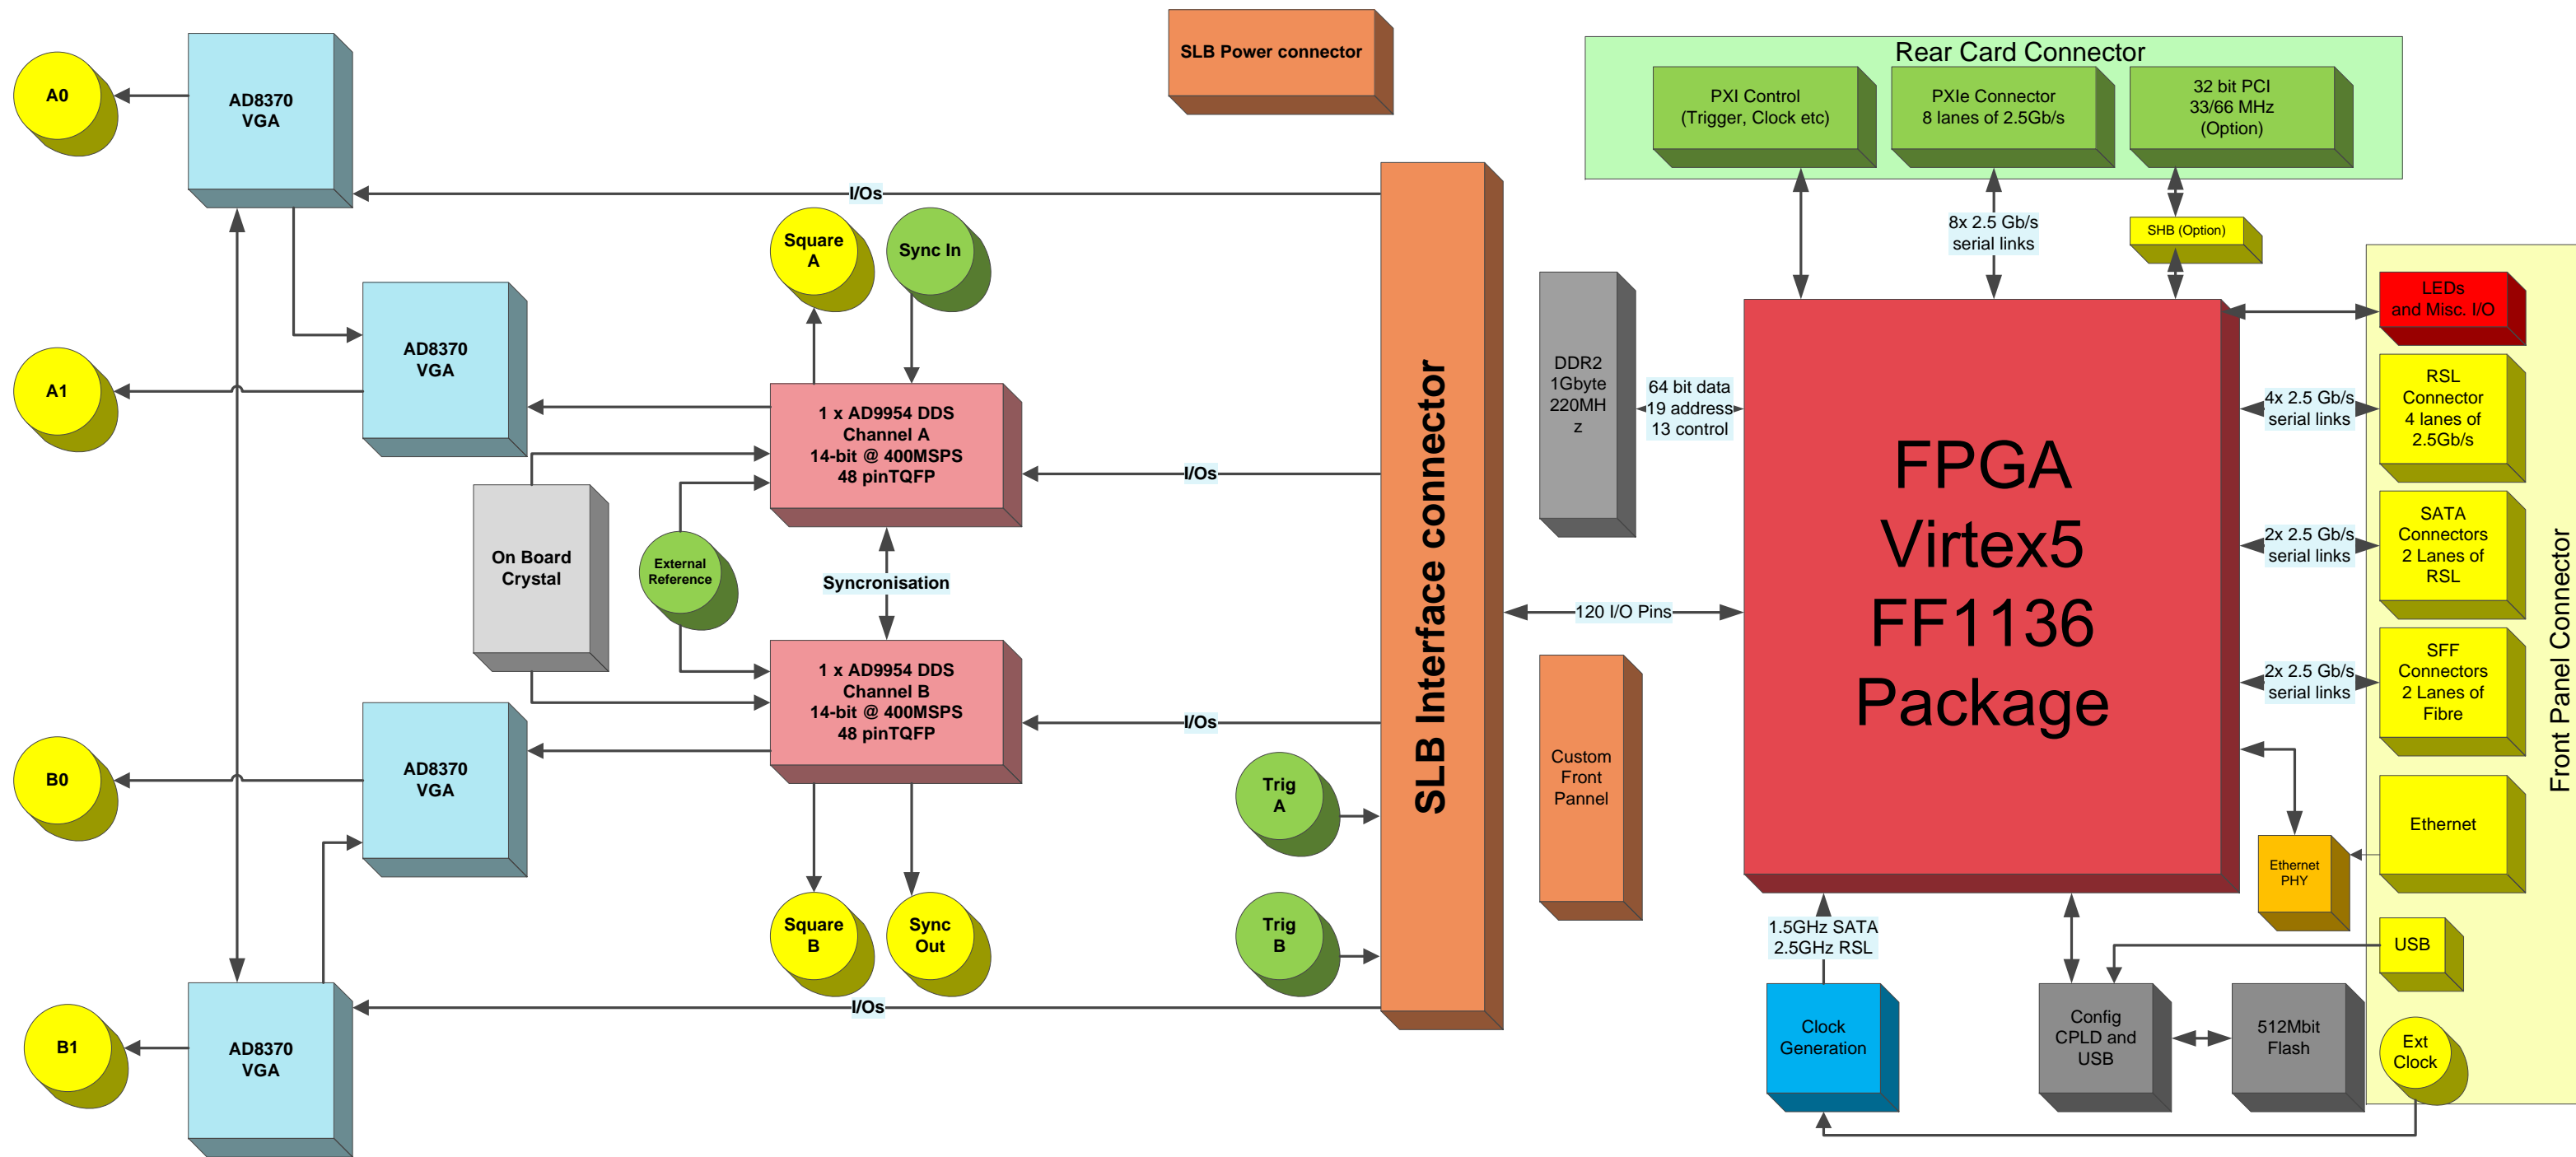 SLB Power connector
Rear Card Connector
PXI Control
(Trigger, Clock etc)
PXIe Connector
8 lanes of 2.5Gb/s
32 bit PCI
33/66 MHz
(Option)
A0
AD8370
VGA
I/Os
Square
A
Sync In
8x 2.5 Gb/s
serial links
SHB (Option)
LEDs
and Misc. I/O
A1
AD8370
VGA
1 x AD9954 DDS
Channel A
14-bit @ 400MSPS
48 pinTQFP
I/Os
SLB Interface connector
DDR2
1Gbyte
220MH
z
64 bit data
19 address
13 control
FPGA
Virtex5
FF1136
Package
4x 2.5 Gb/s
serial links
RSL
Connector
4 lanes of
2.5Gb/s
On Board
Crystal
External
Reference
Syncronisation
120 I/O Pins
2x 2.5 Gb/s
serial links
SATA
Connectors
2 Lanes of
RSL
Front Panel Connector
1 x AD9954 DDS
Channel B
14-bit @ 400MSPS
48 pinTQFP
I/Os
2x 2.5 Gb/s
serial links
SFF
Connectors
2 Lanes of
Fibre
B0
AD8370
VGA
Trig
A
Custom
Front
Pannel
Ethernet
Ethernet
PHY
Square
B
Sync
Out
Trig
B
1.5GHz SATA
2.5GHz RSL
USB
I/Os
B1
AD8370
VGA
Clock
Generation
Config
CPLD and
USB
512Mbit
Flash
Ext
Clock